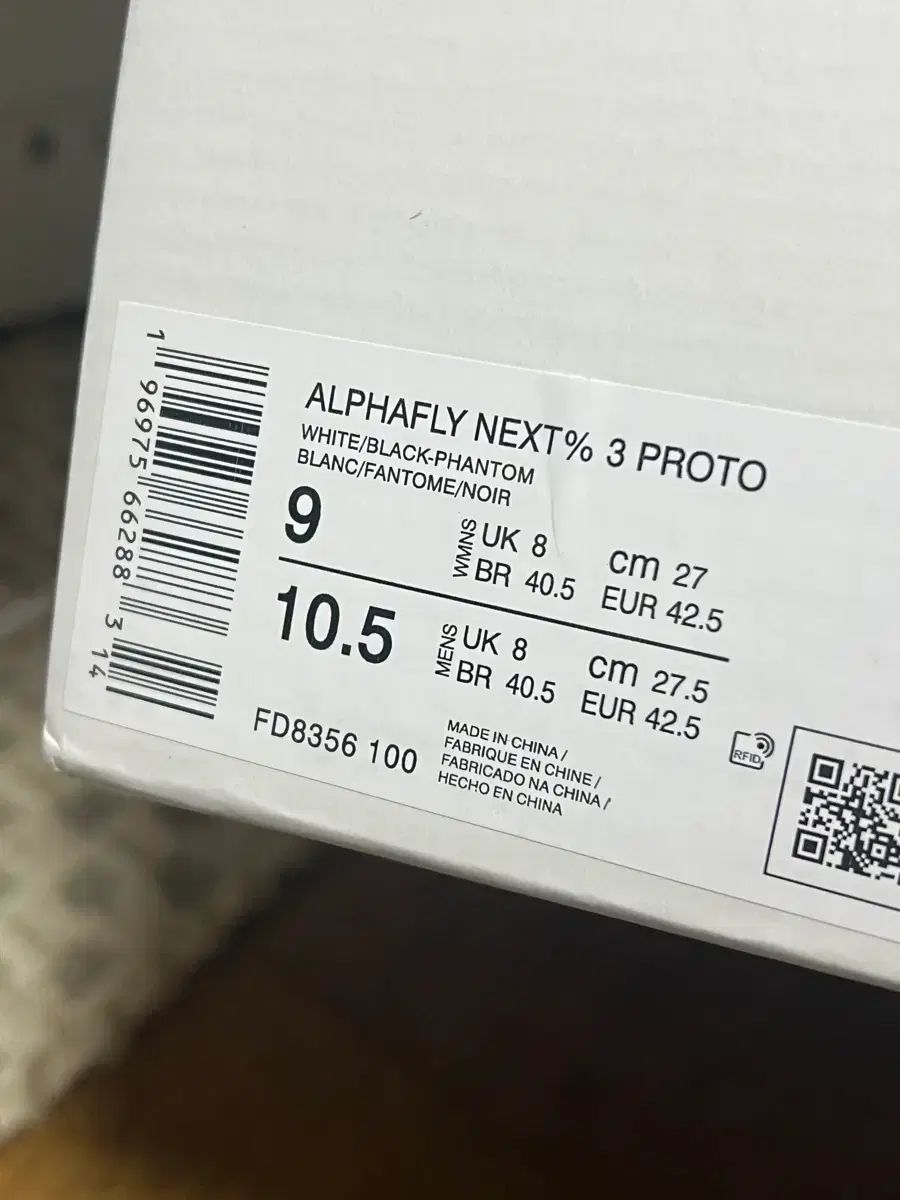 ALPHAFLY NEXT% 3 PROTO
WHITE/BLACK-PHANTOM
BLANC/FANTOME/NOIR
9
WMNS
UK 8
cm 27
BR 40.5
EUR 42.5
10.5
MENS
UK 8
cm 27.5
BR 40.5
EUR 42.5
FD8356 100
MADE IN CHINA /
FABRIQUE EN CHINE /
FABRICADO NA CHINA /
HECHO EN CHINA
RFID
1 96975 66288 3 14